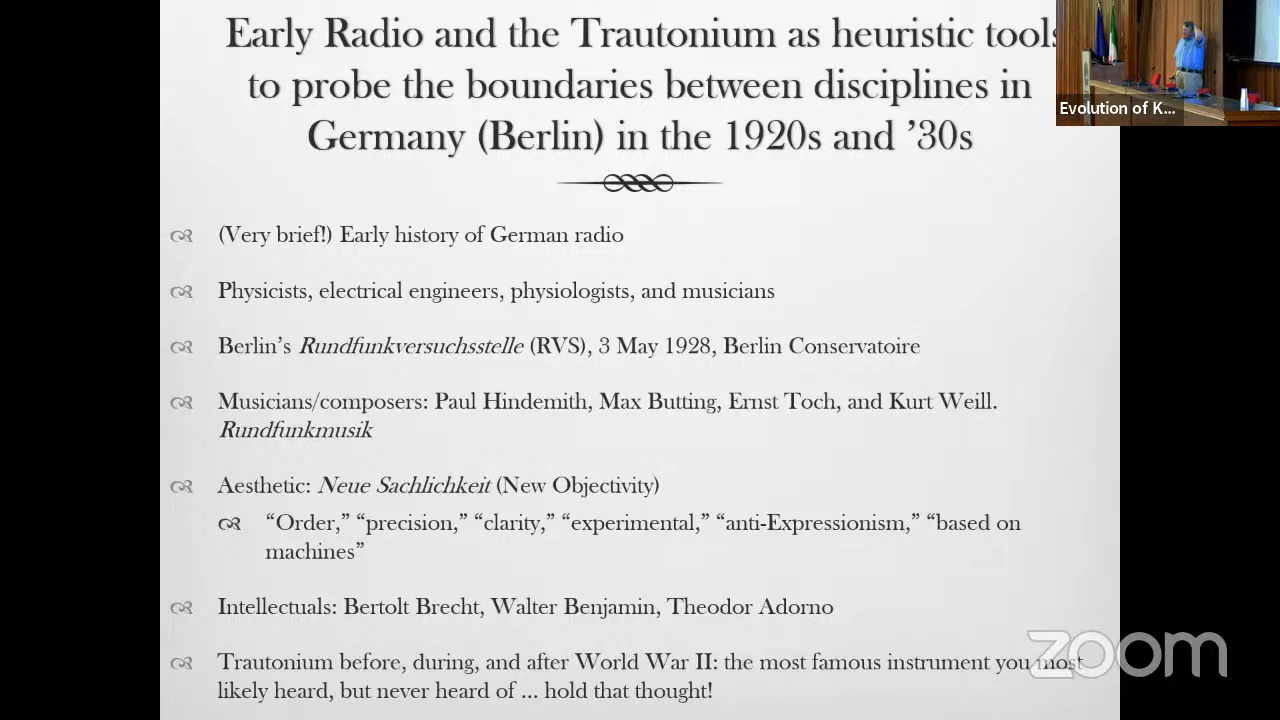 Early Radio and the Trautonium as heuristic tools
to probe the boundaries between disciplines in
Germany (Berlin) in the 1920s and ’30s
Evolution of K...
(Very brief!) Early history of German radio
Physicists, electrical engineers, physiologists, and musicians
Berlin’s Rundfunkversuchsstelle (RVS), 3 May 1928, Berlin Conservatoire
Musicians/composers: Paul Hindemith, Max Butting, Ernst Toch, and Kurt Weill.
Rundfunkmusik
Aesthetic: Neue Sachlichkeit (New Objectivity)
“Order,” “precision,” “clarity,” “experimental,” “anti-Expressionism,” “based on
machines”
Intellectuals: Bertolt Brecht, Walter Benjamin, Theodor Adorno
Trautonium before, during, and after World War II: the most famous instrument you most
likely heard, but never heard of ... hold that thought!
zoom